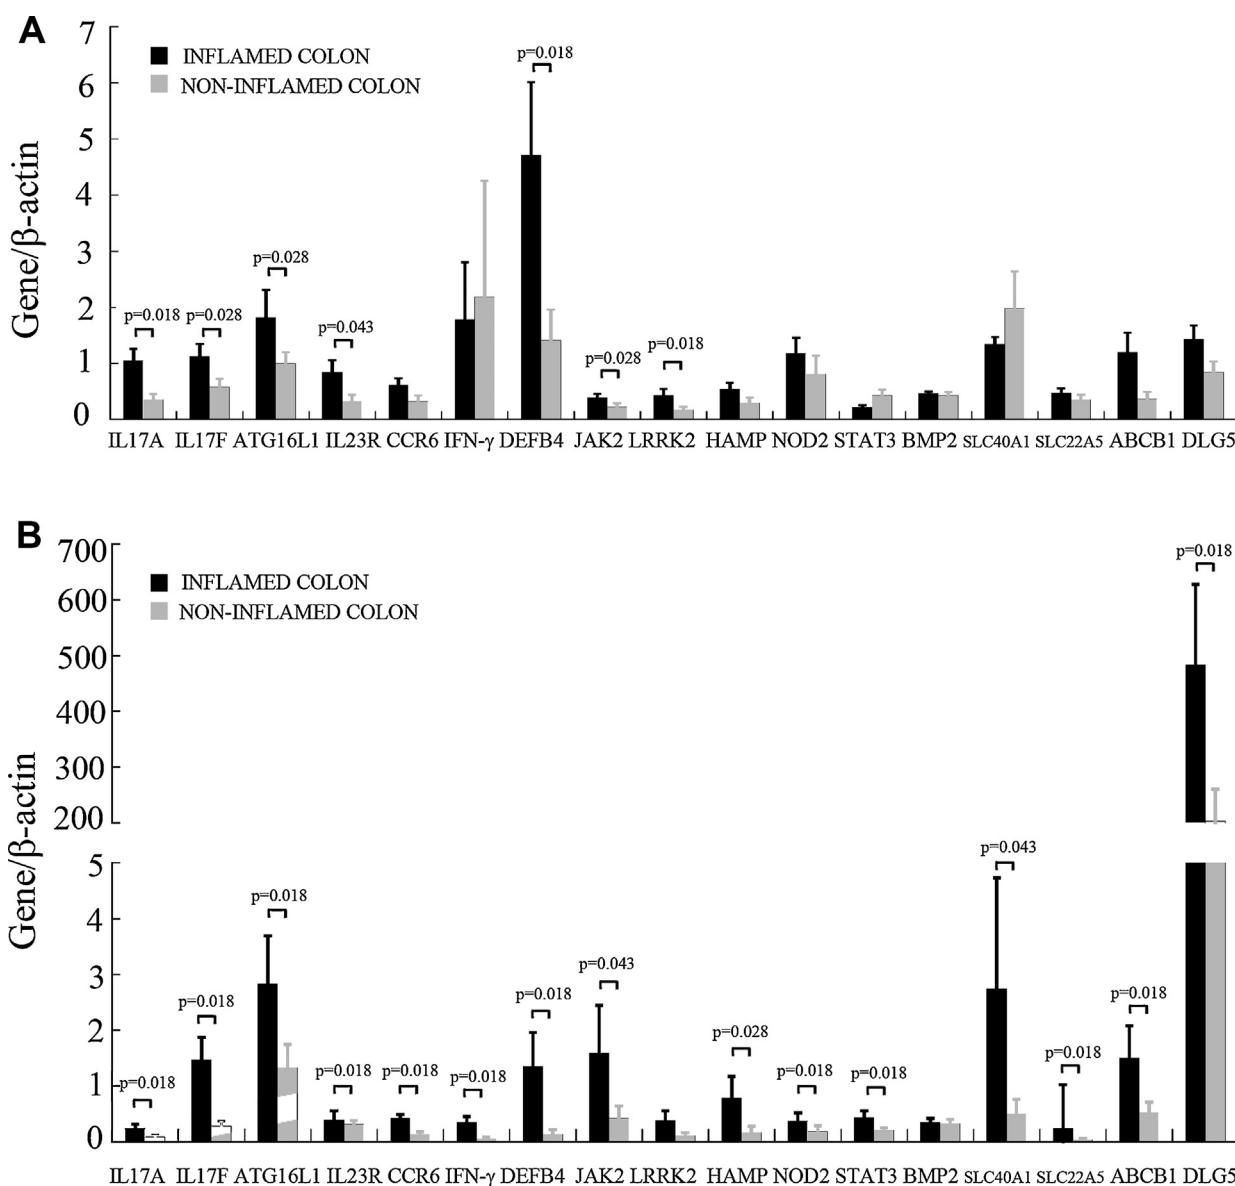 A
7
6
5
4
3
2
1
0
Gene/β-actin
INFLAMED COLON
NON-INFLAMED COLON
p=0.018
p=0.028
p=0.028
p=0.043
p=0.018
p=0.028
p=0.018
IL17A IL17F ATG16L1 IL23R CCR6 IFN-γ DEFB4 JAK2 LRRK2 HAMP NOD2 STAT3 BMP2 SLC40A1 SLC22A5 ABCB1 DLG5
B
700
600
500
400
300
200
5
4
3
2
1
0
Gene/β-actin
INFLAMED COLON
NON-INFLAMED COLON
p=0.018
p=0.018
p=0.018
p=0.018
p=0.018
p=0.018
p=0.018
p=0.043
p=0.028
p=0.018
p=0.018
p=0.043
p=0.018
p=0.018
p=0.018
IL17A IL17F ATG16L1 IL23R CCR6 IFN-γ DEFB4 JAK2 LRRK2 HAMP NOD2 STAT3 BMP2 SLC40A1 SLC22A5 ABCB1 DLG5